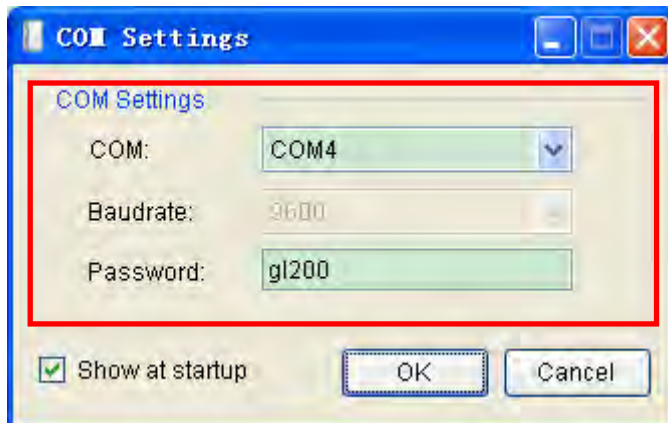 COM Settings
COM Settings
COM: COM4
Baudrate: 9600
Password: gl200
Show at startup OK Cancel